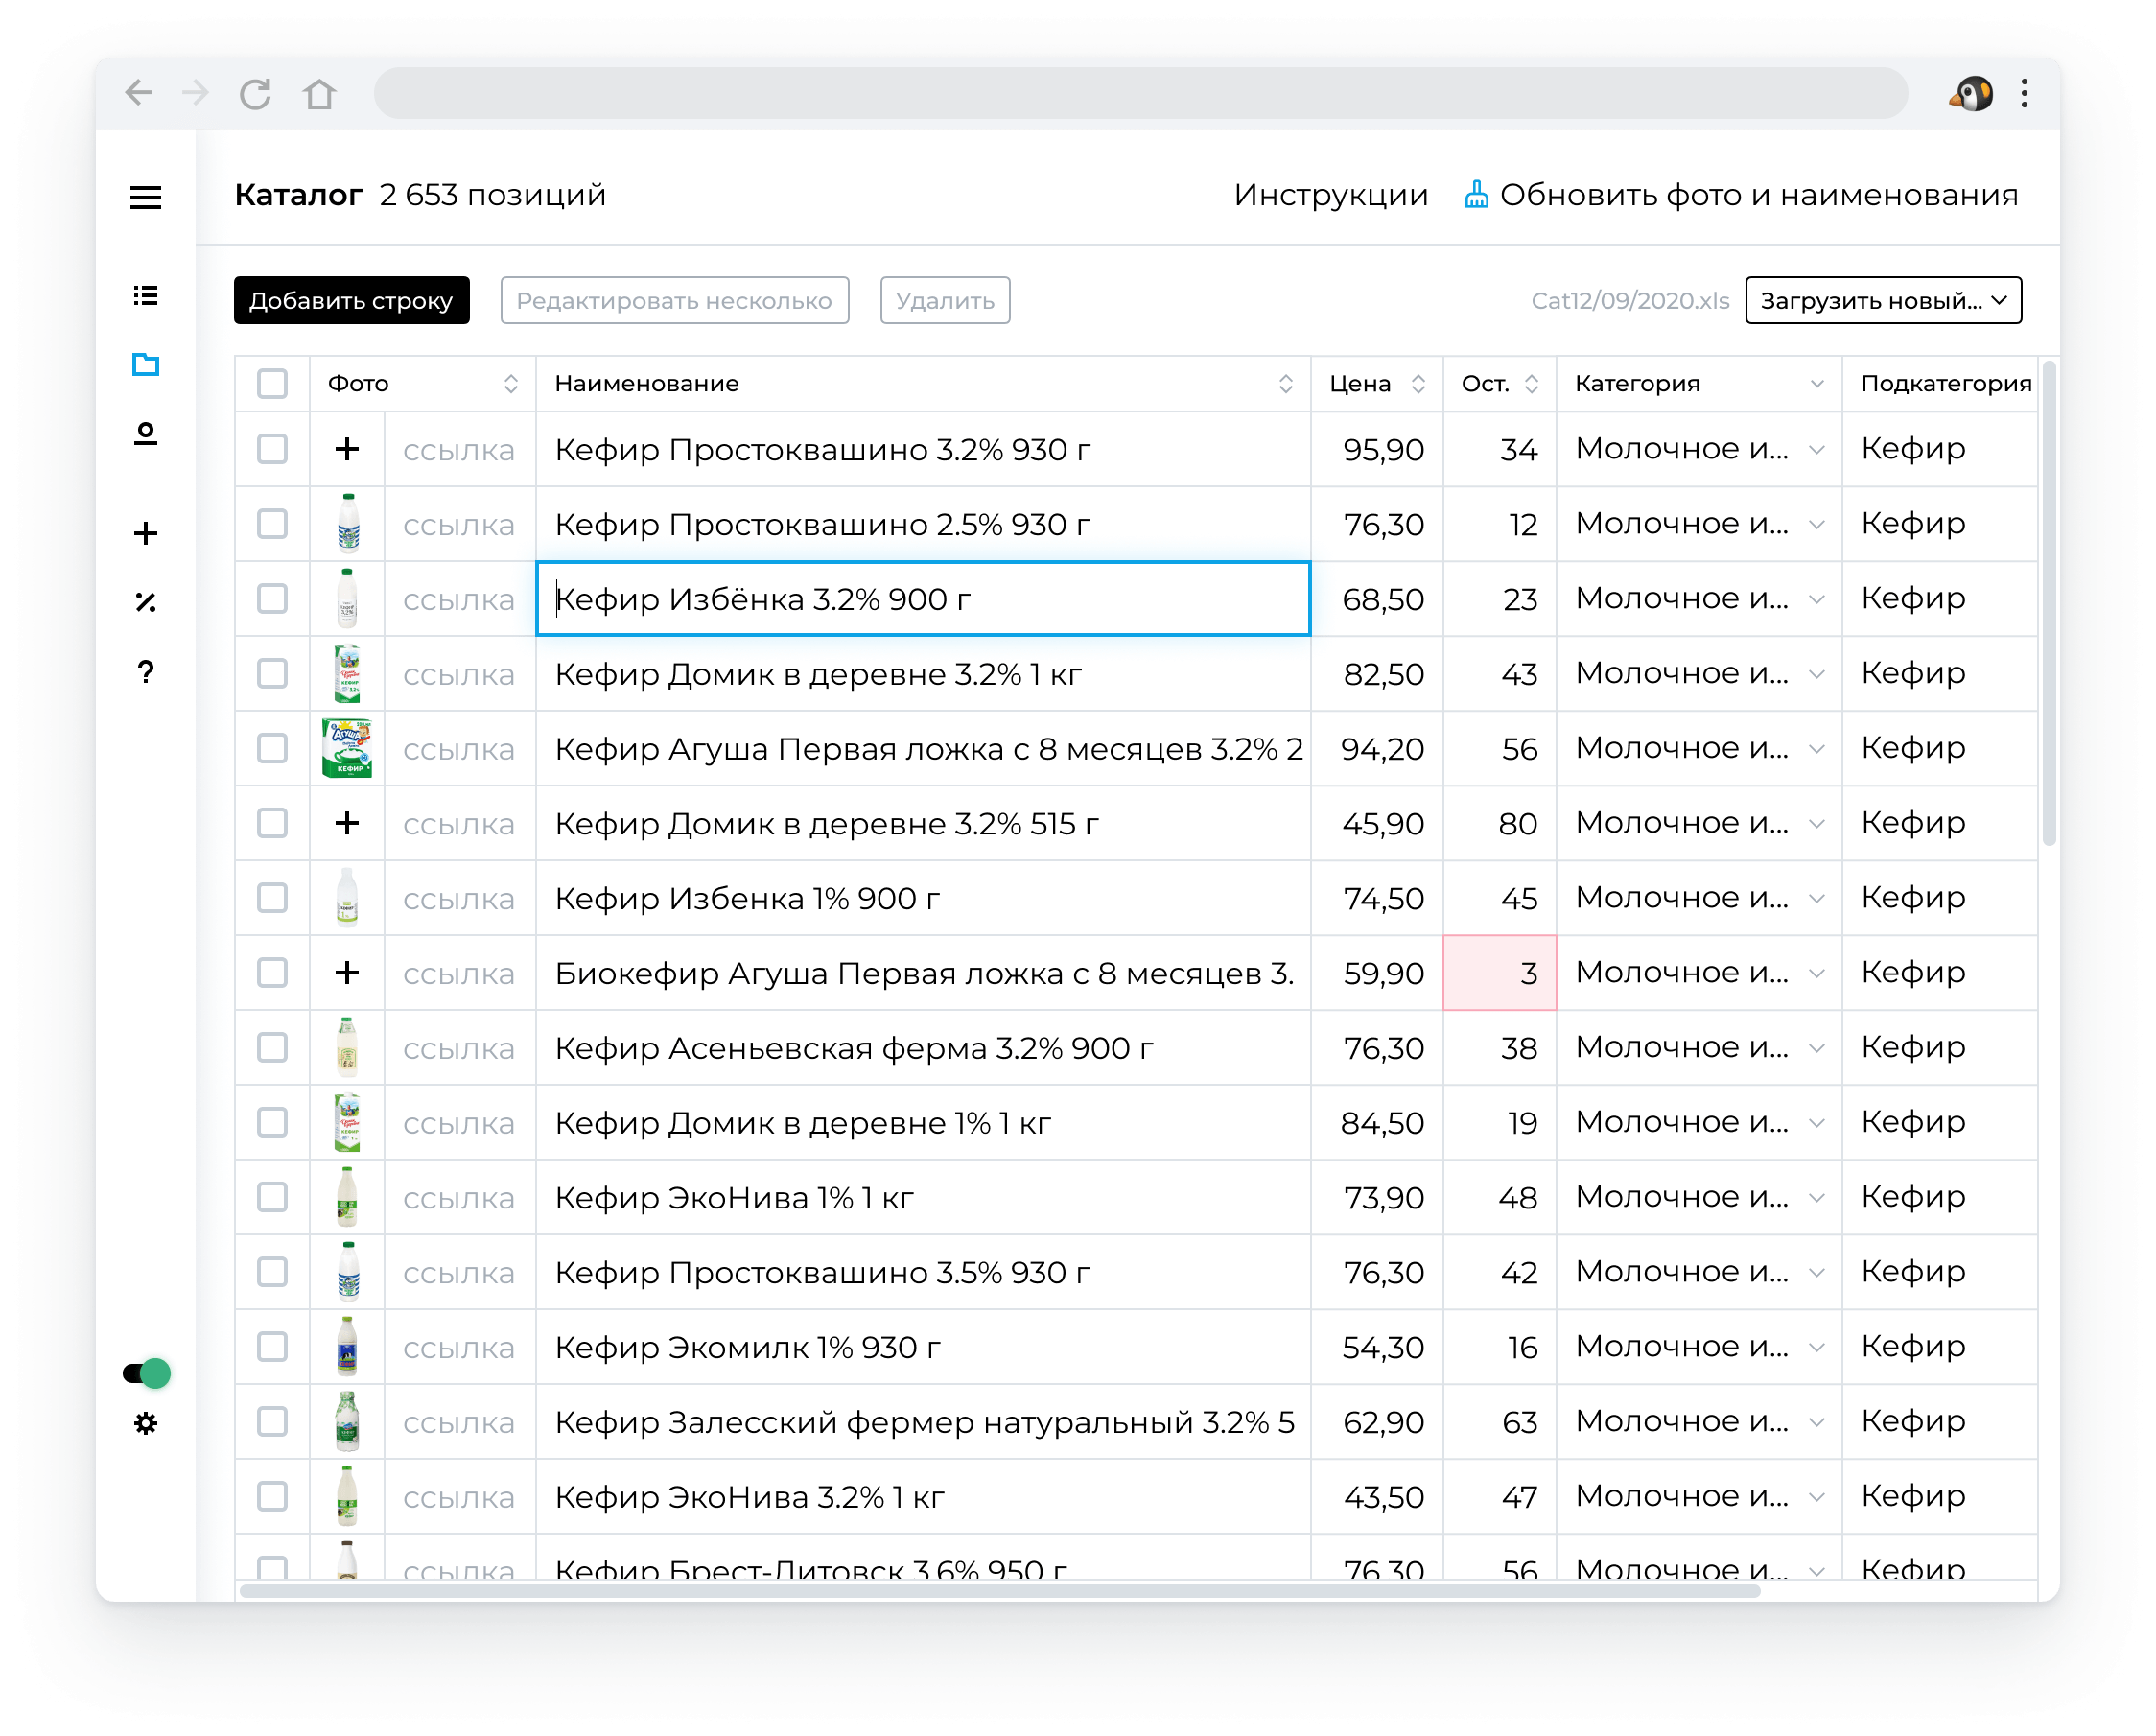 Каталог 2 653 позиций Инструкции Обновить фото и наименования
Добавить строку Редактировать несколько Удалить Cat12/09/2020.xls Загрузить новый...
Фото Наименование Цена Ост. Категория Подкатегория
ссылка Кефир Простоквашино 3.2% 930 г 95,90 34 Молочное и... Кефир
ссылка Кефир Простоквашино 2.5% 930 г 76,30 12 Молочное и... Кефир
ссылка Кефир Избёнка 3.2% 900 г 68,50 23 Молочное и... Кефир
ссылка Кефир Домик в деревне 3.2% 1 кг 82,50 43 Молочное и... Кефир
ссылка Кефир Агуша Первая ложка с 8 месяцев 3.2% 2 94,20 56 Молочное и... Кефир
ссылка Кефир Домик в деревне 3.2% 515 г 45,90 80 Молочное и... Кефир
ссылка Кефир Избенка 1% 900 г 74,50 45 Молочное и... Кефир
ссылка Биокефир Агуша Первая ложка с 8 месяцев 3. 59,90 3 Молочное и... Кефир
ссылка Кефир Асеньевская ферма 3.2% 900 г 76,30 38 Молочное и... Кефир
ссылка Кефир Домик в деревне 1% 1 кг 84,50 19 Молочное и... Кефир
ссылка Кефир ЭкоНива 1% 1 кг 73,90 48 Молочное и... Кефир
ссылка Кефир Простоквашино 3.5% 930 г 76,30 42 Молочное и... Кефир
ссылка Кефир Экомилк 1% 930 г 54,30 16 Молочное и... Кефир
ссылка Кефир Залесский фермер натуральный 3.2% 5 62,90 63 Молочное и... Кефир
ссылка Кефир ЭкоНива 3.2% 1 кг 43,50 47 Молочное и... Кефир
ссылка Кефир Брест-Литовск 3.6% 950 г 76,30 56 Молочное и... Кефир